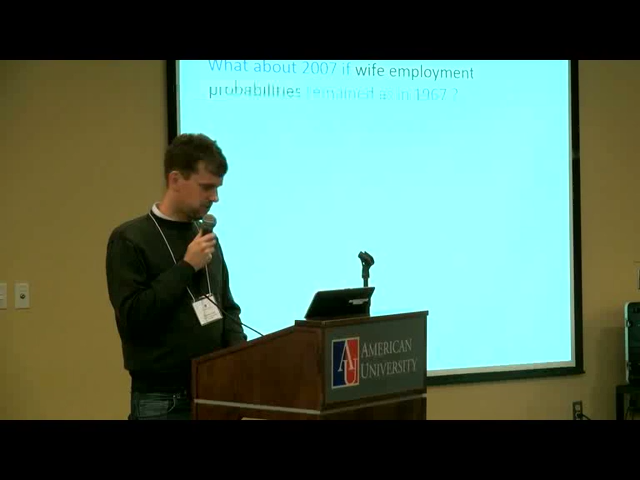 What about 2007 if wife employment
probabilities remained as in 1967 ?
AMERICAN
UNIVERSITY